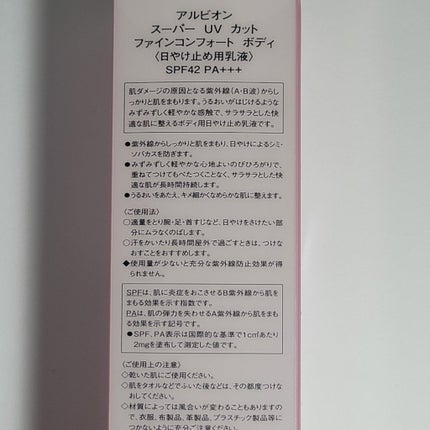 アルビオン
スーパー UV カット
ファインコンフォート ボディ
〈日やけ止め用乳液〉
SPF42 PA+++
肌ダメージの原因となる紫外線(A・B波)からし
っかりと肌をまもります。うるおいがはじけるような
みずみずしく軽やかな感触で、サラサラとした快
適な肌に整えるボディ用日やけ止め乳液です。
●紫外線からしっかりと肌をまもり、日やけによるシミ・
ソバカスを防ぎます。
●みずみずしく軽やかな心地よいのびひろがりで、
重ねてつけてもべたつくことなく、サラサラとした快
適な肌が長時間持続します。
●うるおいをあたえ、キメ細かくなめらかな肌に整えます。
〈ご使用法〉
○適量をとり腕・足・首すじなど、日やけをさけたい部
分にムラなくのばします。
○汗をかいたり長時間屋外で過ごすときは、つけな
おすことをおすすめします。
◆使用量が少ないと充分な紫外線防止効果が得
られません。
SPFは、肌に炎症をおこさせるB紫外線から肌を
まもる効果を示す指数です。
PAは、肌の弾力を失わせるA紫外線から肌をまも
る効果を示す記号です。
●SPF、PA表示は国際的な基準で1c㎡あたり
2mgを塗布して測定した値です。
〈ご使用上の注意〉
◇乾いた肌にご使用ください。
◇肌をタオルなどでふいた後などは、その都度つけな
おしてください。
◇材質によっては風合いが変わることもありますの
で、衣服、布製品、革製品、プラスチック製品等に
つかないように充分ご注意ください。